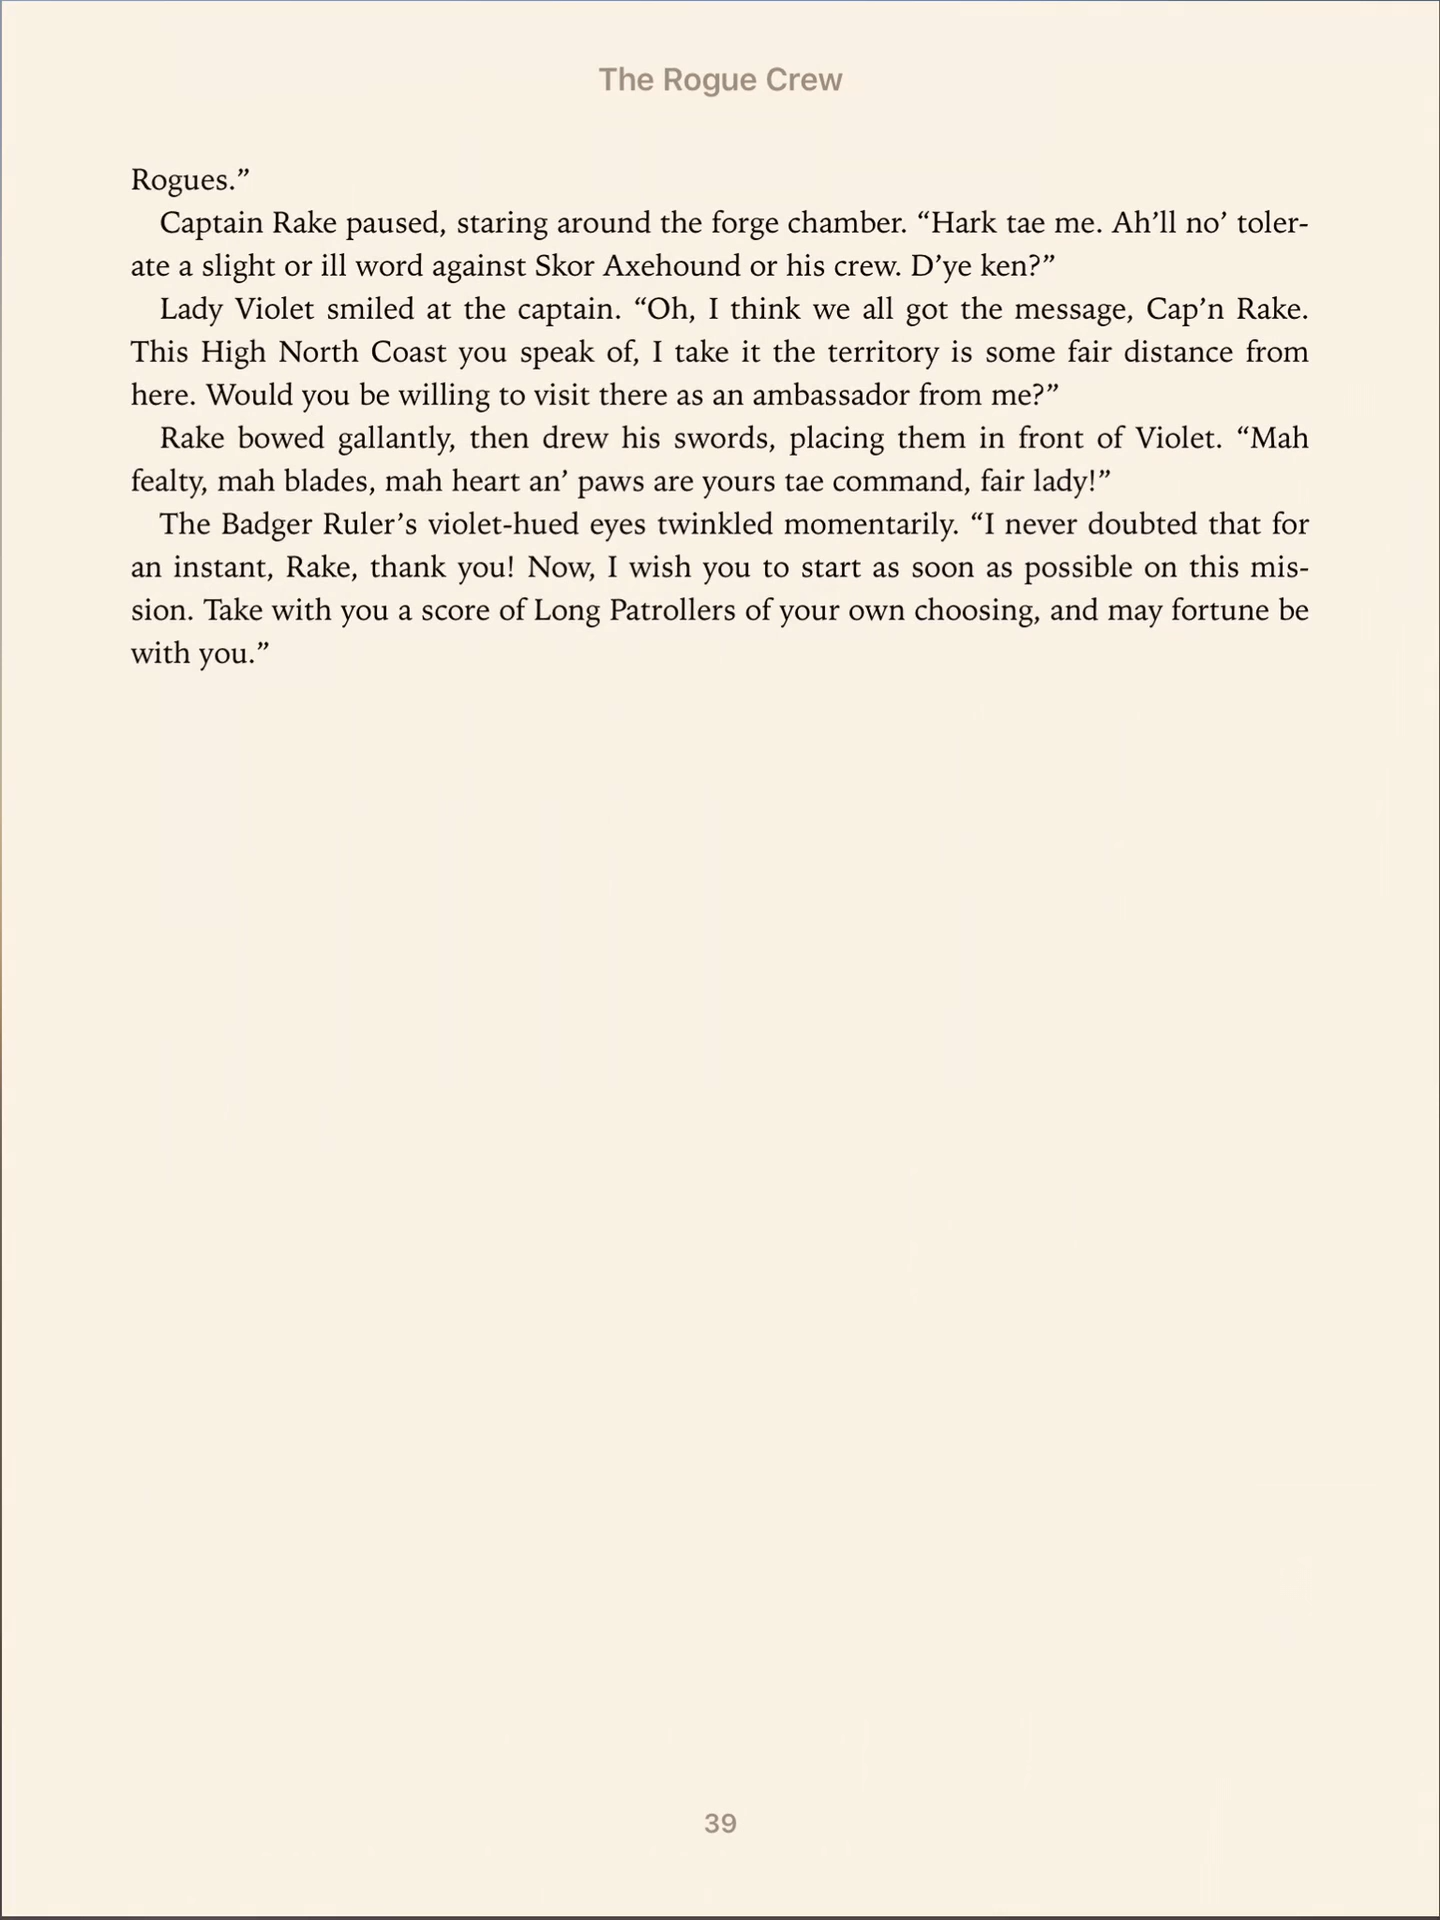 The Rogue Crew
Rogues.”
Captain Rake paused, staring around the forge chamber. “Hark tae me. Ah’ll no’ toler-
ate a slight or ill word against Skor Axehound or his crew. D’ye ken?”
Lady Violet smiled at the captain. “Oh, I think we all got the message, Cap’n Rake.
This High North Coast you speak of, I take it the territory is some fair distance from
here. Would you be willing to visit there as an ambassador from me?”
Rake bowed gallantly, then drew his swords, placing them in front of Violet. “Mah
fealty, mah blades, mah heart an’ paws are yours tae command, fair lady!”
The Badger Ruler’s violet-hued eyes twinkled momentarily. “I never doubted that for
an instant, Rake, thank you! Now, I wish you to start as soon as possible on this mis-
sion. Take with you a score of Long Patrollers of your own choosing, and may fortune be
with you.”
39